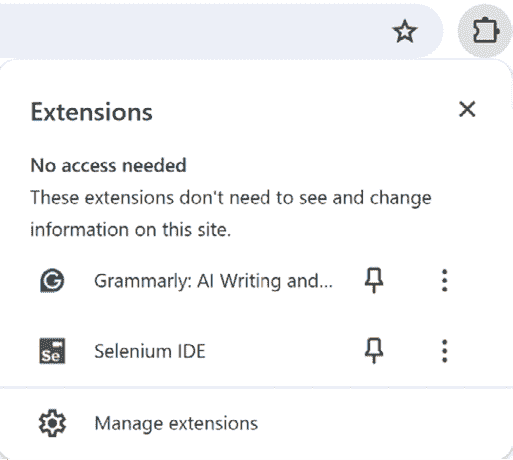 Extensions
No access needed
These extensions don't need to see and change
information on this site.
Grammarly: AI Writing and...
Se Selenium IDE
Manage extensions